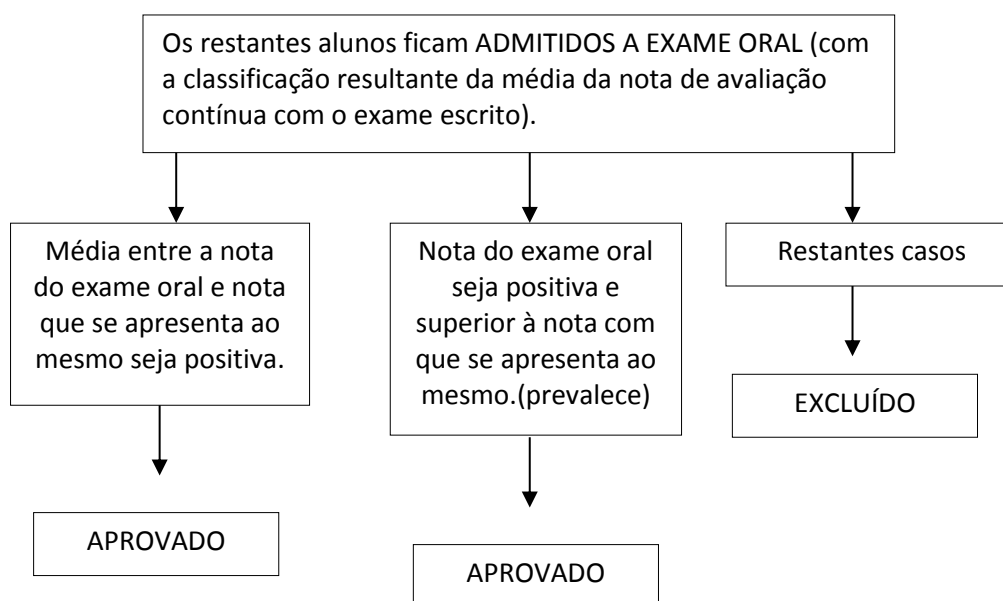 Os restantes alunos ficam ADMITIDOS A EXAME ORAL (com
a classificação resultante da média da nota de avaliação
contínua com o exame escrito).
Média entre a nota
do exame oral e nota
que se apresenta ao
mesmo seja positiva.
APROVADO
Nota do exame oral
seja positiva e
superior à nota com
que se apresenta ao
mesmo.(prevalece)
APROVADO
Restantes casos
EXCLUÍDO